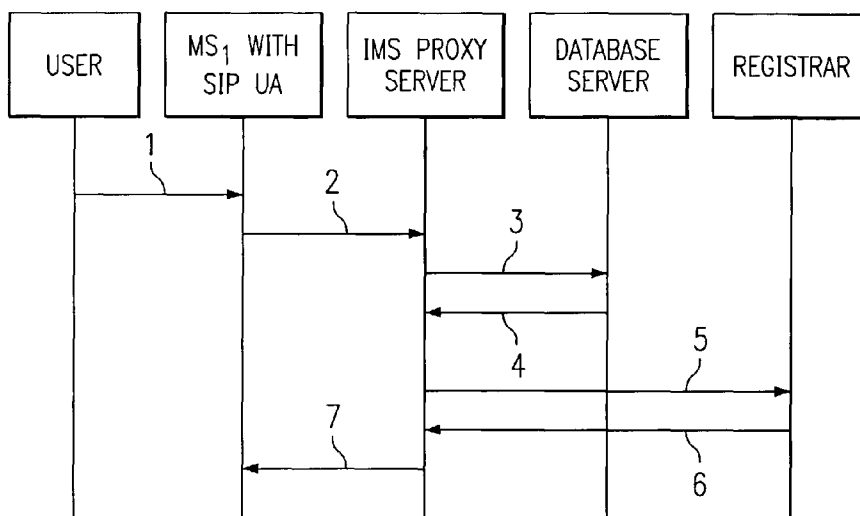 USER
MS1 WITH
SIP UA
IMS PROXY
SERVER
DATABASE
SERVER
REGISTRAR
1
2
3
4
5
6
7